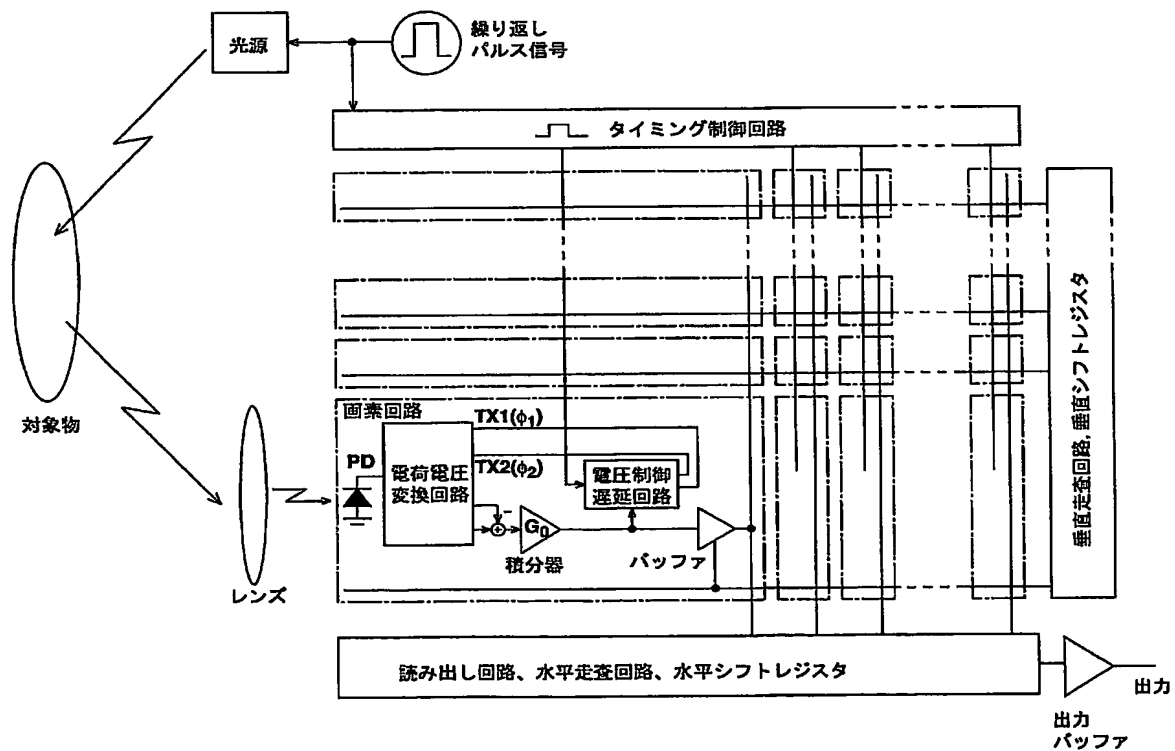 光源
繰り返し
パルス信号
タイミング制御回路
対象物
レンズ
画素回路
PD
電荷電圧
変換回路
TX1(φ1)
TX2(φ2)
電圧制御
遅延回路
-
+
G0
積分器
バッファ
垂直走査回路,垂直シフトレジスタ
読み出し回路、水平走査回路、水平シフトレジスタ
出力
出力
バッファ